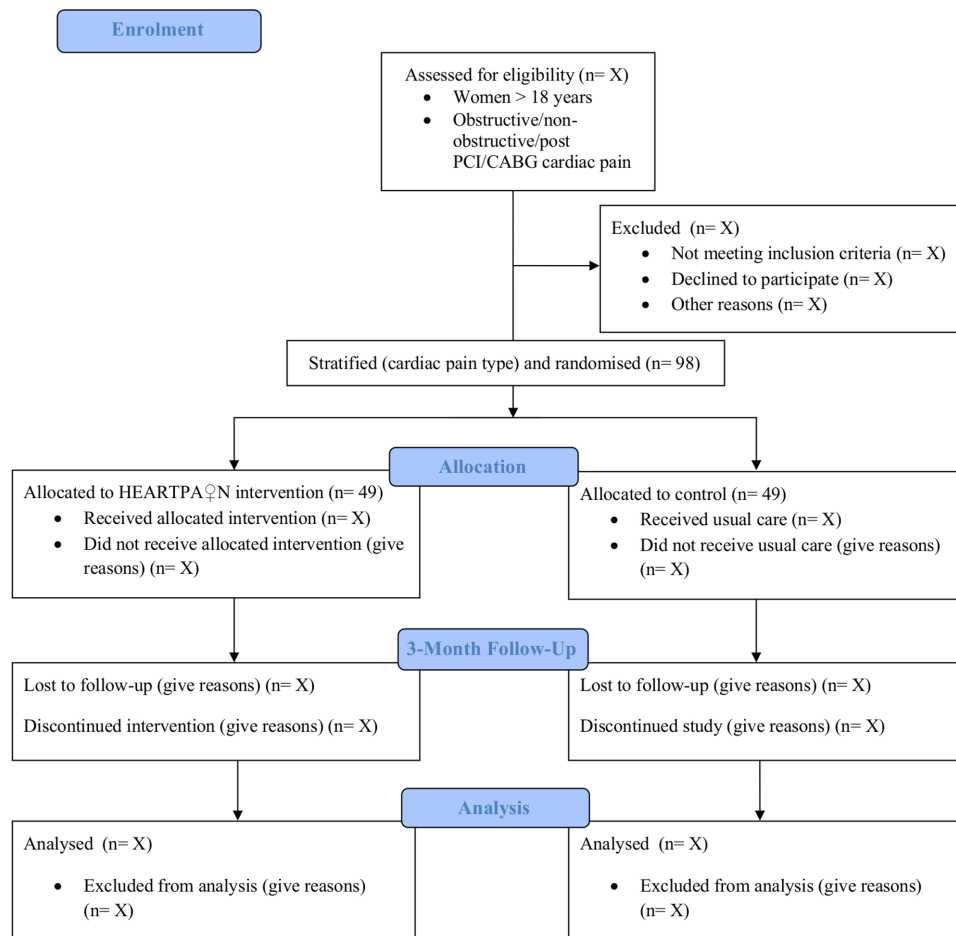 Enrolment
Assessed for eligibility (n= X)
• Women > 18 years
• Obstructive/non-
obstructive/post
PCI/CABG cardiac pain
Excluded (n= X)
• Not meeting inclusion criteria (n= X)
• Declined to participate (n= X)
• Other reasons (n= X)
Stratified (cardiac pain type) and randomised (n= 98)
Allocation
Allocated to HEARTPA♀N intervention (n= 49)
• Received allocated intervention (n= X)
• Did not receive allocated intervention (give
reasons) (n= X)
Allocated to control (n= 49)
• Received usual care (n= X)
• Did not receive usual care (give reasons)
(n= X)
3-Month Follow-Up
Lost to follow-up (give reasons) (n= X)
Discontinued intervention (give reasons) (n= X)
Lost to follow-up (give reasons) (n= X)
Discontinued study (give reasons) (n= X)
Analysis
Analysed (n= X)
• Excluded from analysis (give reasons)
(n= X)
Analysed (n= X)
• Excluded from analysis (give reasons)
(n= X)